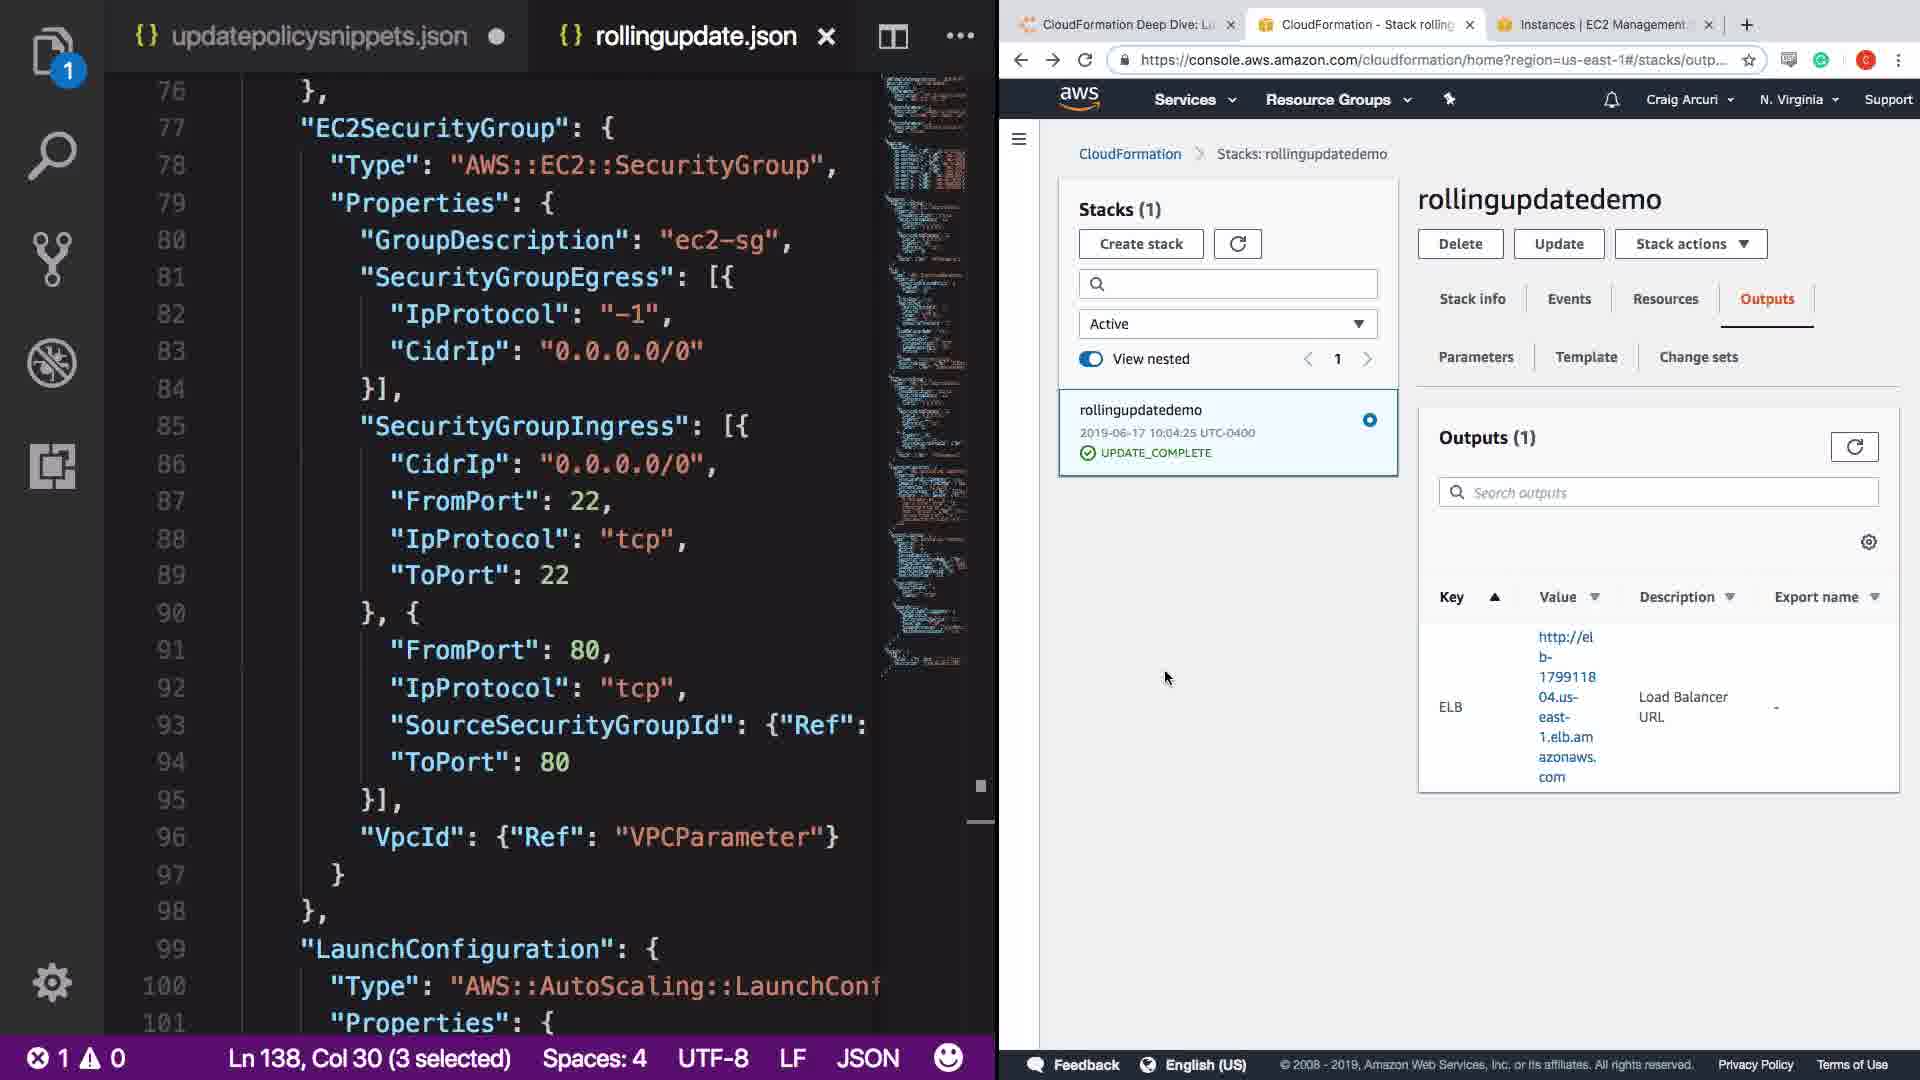 updatepolicysnippets.json
rollingupdate.json
1
76 },
77 "EC2SecurityGroup": {
78 "Type": "AWS::EC2::SecurityGroup",
79 "Properties": {
80 "GroupDescription": "ec2-sg",
81 "SecurityGroupEgress": [{
82 "IpProtocol": "-1",
83 "CidrIp": "0.0.0.0/0"
84 }],
85 "SecurityGroupIngress": [{
86 "CidrIp": "0.0.0.0/0",
87 "FromPort": 22,
88 "IpProtocol": "tcp",
89 "ToPort": 22
90 }, {
91 "FromPort": 80,
92 "IpProtocol": "tcp",
93 "SourceSecurityGroupId": {"Ref":
94 "ToPort": 80
95 }],
96 "VpcId": {"Ref": "VPCParameter"}
97 }
98 },
99 "LaunchConfiguration": {
100 "Type": "AWS::AutoScaling::LaunchConf
101 "Properties": {
1 0 Ln 138, Col 30 (3 selected) Spaces: 4 UTF-8 LF JSON
CloudFormation Deep Dive:
CloudFormation - Stack rolling
Instances | EC2 Management
https://console.aws.amazon.com/cloudformation/home?region=us-east-1#/stacks/outp...
C
aws Services Resource Groups Craig Arcuri N. Virginia Support
CloudFormation Stacks: rollingupdatedemo
Stacks (1)
Create stack
Active
View nested 1
rollingupdatedemo
2019-06-17 10:04:25 UTC-0400
UPDATE_COMPLETE
rollingupdatedemo
Delete Update Stack actions
Stack info Events Resources Outputs
Parameters Template Change sets
Outputs (1)
Search outputs
Key Value Description Export name
ELB
http://el
b-
1799118
04.us-
east-
1.elb.am
azonaws.
com
Load Balancer
URL
-
Feedback English (US) © 2008 - 2019, Amazon Web Services, Inc. or its affiliates. All rights reserved. Privacy Policy Terms of Use